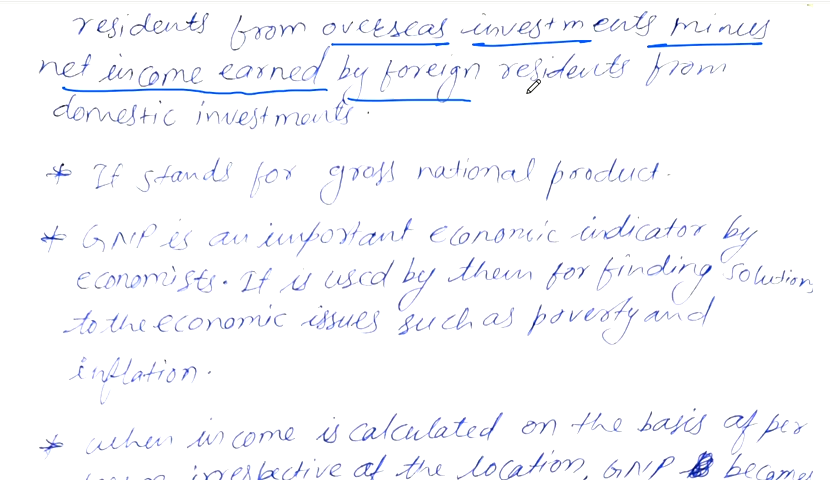 residents from overseas investments minus
net income earned by foreign residents from
domestic investments.
* It stands for gross national product.
* GNP is an important economic indicator by
economists. It is used by them for finding solutions
to the economic issues such as poverty and
inflation.
* when income is calculated on the basis of per
irrespective of the location, GNP becomes